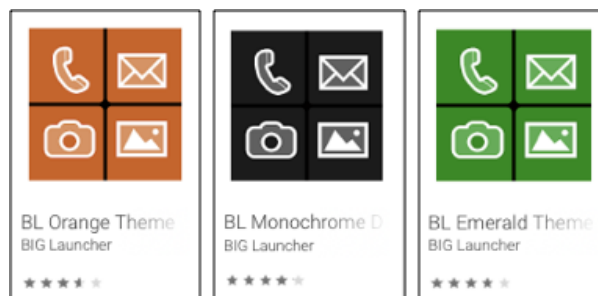 BL Orange Theme
BIG Launcher
BL Monochrome D
BIG Launcher
BL Emerald Theme
BIG Launcher